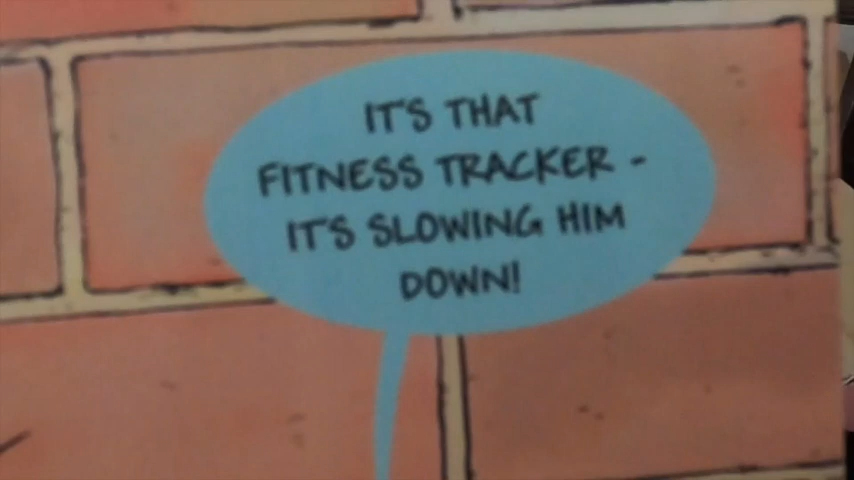 IT'S THAT
FITNESS TRACKER -
IT'S SLOWING HIM
DOWN!